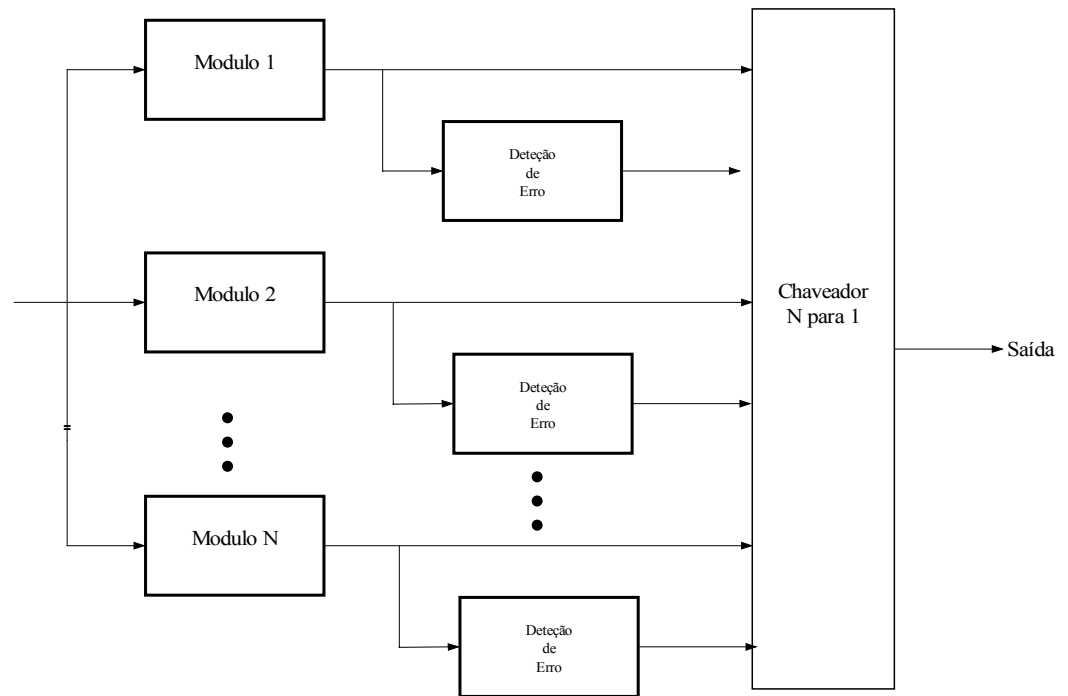 Modulo 1
Deteção
de
Erro
Modulo 2
Chaveador
N para 1
Saída
Deteção
de
Erro
Modulo N
Deteção
de
Erro